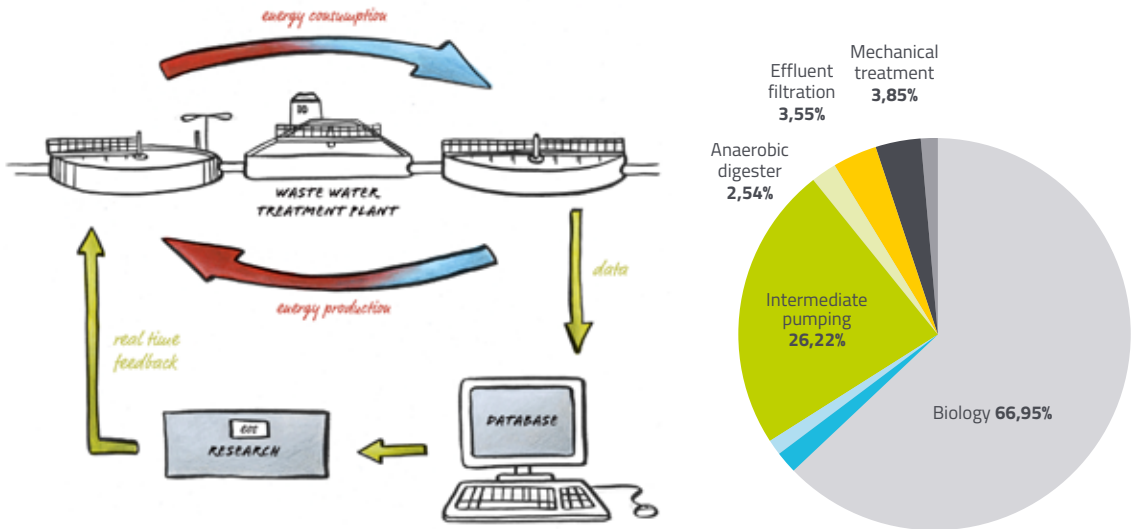 energy consumption
WASTE WATER
TREATMENT PLANT
energy production
data
real time
feedback
DATABASE
RESEARCH
Mechanical
treatment
3,85%
Effluent
filtration
3,55%
Anaerobic
digester
2,54%
Intermediate
pumping
26,22%
Biology 66,95%